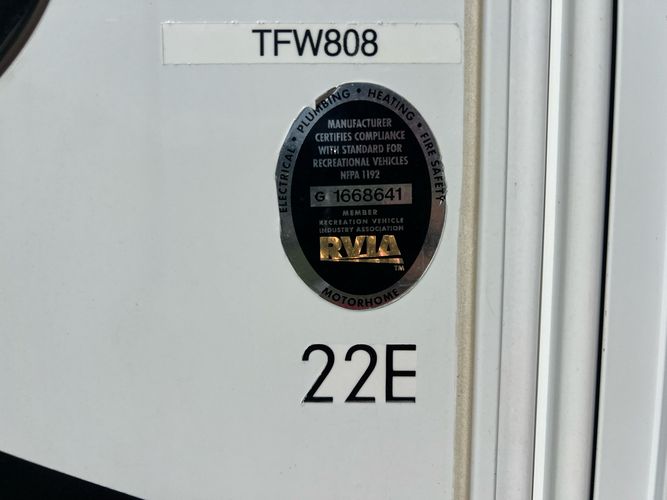 TFW808
ELECTRICAL • PLUMBING • HEATING • FIRE SAFETY
MANUFACTURER
CERTIFIES COMPLIANCE
WITH STANDARD FOR
RECREATIONAL VEHICLES
NFPA 1192
G 1668641
MEMBER
RECREATION VEHICLE
INDUSTRY ASSOCIATION
RVIA
TM
MOTORHOME
22E